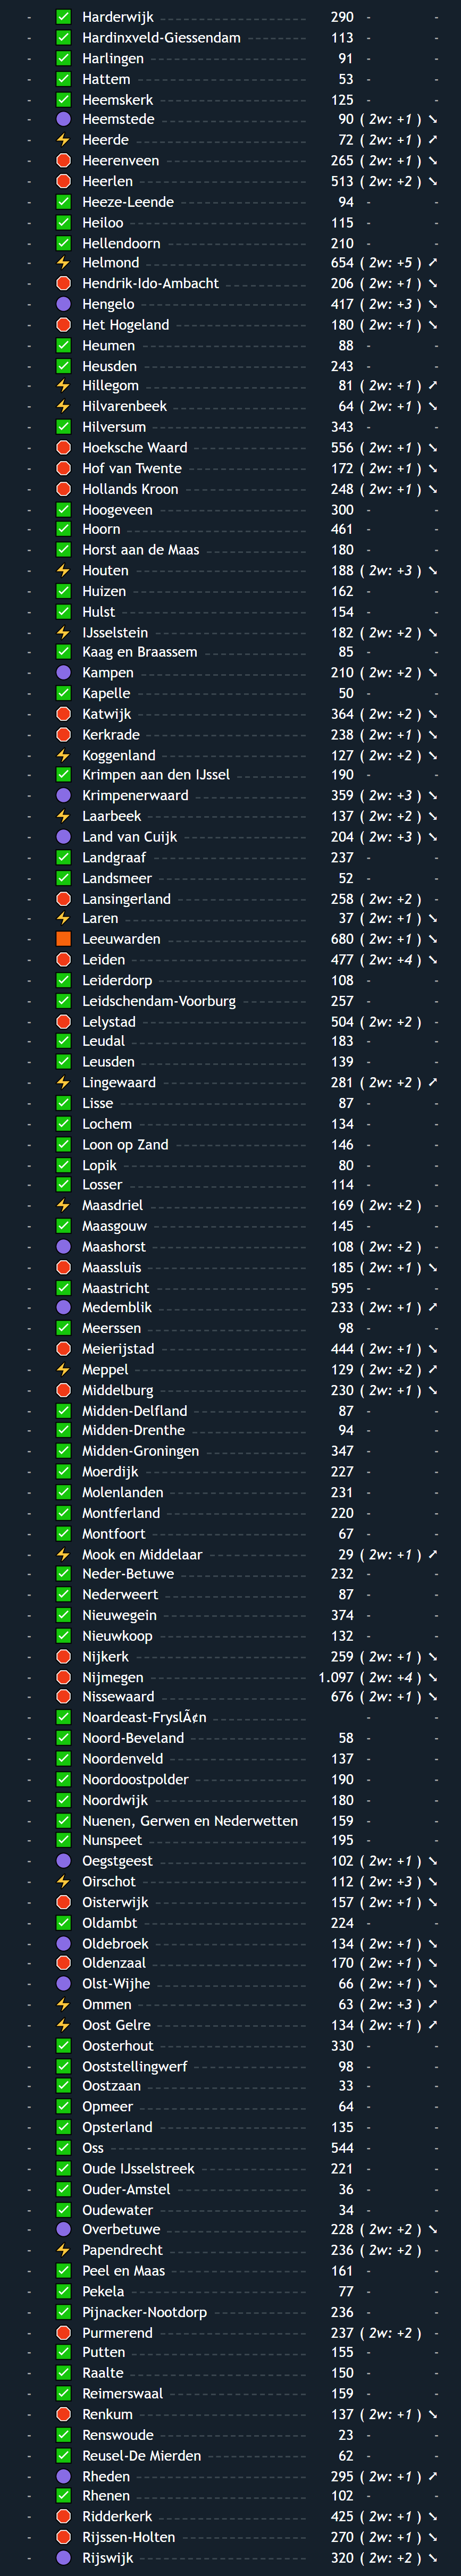 - ✅ Harderwijk 290 - -
- ✅ Hardinxveld-Giessendam 113 - -
- ✅ Harlingen 91 - -
- ✅ Hattem 53 - -
- ✅ Heemskerk 125 - -
- 🟣 Heemstede 90 ( 2w: +1 ) ↘
- ⚡ Heerde 72 ( 2w: +1 ) ↗
- 🛑 Heerenveen 265 ( 2w: +1 ) ↘
- 🛑 Heerlen 513 ( 2w: +2 ) ↘
- ✅ Heeze-Leende 94 - -
- ✅ Heiloo 115 - -
- ✅ Hellendoorn 210 - -
- ⚡ Helmond 654 ( 2w: +5 ) ↗
- 🛑 Hendrik-Ido-Ambacht 206 ( 2w: +1 ) ↘
- 🟣 Hengelo 417 ( 2w: +3 ) ↘
- 🛑 Het Hogeland 180 ( 2w: +1 ) ↘
- ✅ Heumen 88 - -
- ✅ Heusden 243 - -
- ⚡ Hillegom 81 ( 2w: +1 ) ↗
- ⚡ Hilvarenbeek 64 ( 2w: +1 ) ↘
- ✅ Hilversum 343 - -
- 🛑 Hoeksche Waard 556 ( 2w: +1 ) ↘
- 🛑 Hof van Twente 172 ( 2w: +1 ) ↘
- 🛑 Hollands Kroon 248 ( 2w: +1 ) ↘
- ✅ Hoogeveen 300 - -
- ✅ Hoorn 461 - -
- ✅ Horst aan de Maas 180 - -
- ⚡ Houten 188 ( 2w: +3 ) ↘
- ✅ Huizen 162 - -
- ✅ Hulst 154 - -
- ⚡ IJsselstein 182 ( 2w: +2 ) ↘
- ✅ Kaag en Braassem 85 - -
- 🟣 Kampen 210 ( 2w: +2 ) ↘
- ✅ Kapelle 50 - -
- 🛑 Katwijk 364 ( 2w: +2 ) ↘
- 🛑 Kerkrade 238 ( 2w: +1 ) ↘
- ⚡ Koggenland 127 ( 2w: +2 ) ↘
- ✅ Krimpen aan den IJssel 190 - -
- 🟣 Krimpenerwaard 359 ( 2w: +3 ) ↘
- ⚡ Laarbeek 137 ( 2w: +2 ) ↘
- 🟣 Land van Cuijk 204 ( 2w: +3 ) ↘
- ✅ Landgraaf 237 - -
- ✅ Landsmeer 52 - -
- 🛑 Lansingerland 258 ( 2w: +2 ) -
- ⚡ Laren 37 ( 2w: +1 ) ↘
- 🟧 Leeuwarden 680 ( 2w: +1 ) ↘
- 🛑 Leiden 477 ( 2w: +4 ) ↘
- ✅ Leiderdorp 108 - -
- ✅ Leidschendam-Voorburg 257 - -
- 🛑 Lelystad 504 ( 2w: +2 ) -
- ✅ Leudal 183 - -
- ✅ Leusden 139 - -
- ⚡ Lingewaard 281 ( 2w: +2 ) ↗
- ✅ Lisse 87 - -
- ✅ Lochem 134 - -
- ✅ Loon op Zand 146 - -
- ✅ Lopik 80 - -
- ✅ Losser 114 - -
- ⚡ Maasdriel 169 ( 2w: +2 ) -
- ✅ Maasgouw 145 - -
- 🟣 Maashorst 108 ( 2w: +2 ) -
- 🛑 Maassluis 185 ( 2w: +1 ) ↘
- ✅ Maastricht 595 - -
- 🟣 Medemblik 233 ( 2w: +1 ) ↗
- ✅ Meerssen 98 - -
- 🛑 Meierijstad 444 ( 2w: +1 ) ↘
- ⚡ Meppel 129 ( 2w: +2 ) ↗
- 🛑 Middelburg 230 ( 2w: +1 ) ↘
- ✅ Midden-Delfland 87 - -
- ✅ Midden-Drenthe 94 - -
- ✅ Midden-Groningen 347 - -
- ✅ Moerdijk 227 - -
- ✅ Molenlanden 231 - -
- ✅ Montferland 220 - -
- ✅ Montfoort 67 - -
- ⚡ Mook en Middelaar 29 ( 2w: +1 ) ↗
- ✅ Neder-Betuwe 232 - -
- ✅ Nederweert 87 - -
- ✅ Nieuwegein 374 - -
- ✅ Nieuwkoop 132 - -
- 🛑 Nijkerk 259 ( 2w: +1 ) ↘
- 🛑 Nijmegen 1.097 ( 2w: +4 ) ↘
- 🛑 Nissewaard 676 ( 2w: +1 ) ↘
- ✅ Noardeast-FryslÃ¢n - -
- ✅ Noord-Beveland 58 - -
- ✅ Noordenveld 137 - -
- ✅ Noordoostpolder 190 - -
- ✅ Noordwijk 180 - -
- ✅ Nuenen, Gerwen en Nederwetten 159 - -
- ✅ Nunspeet 195 - -
- 🟣 Oegstgeest 102 ( 2w: +1 ) ↘
- ⚡ Oirschot 112 ( 2w: +3 ) ↘
- 🛑 Oisterwijk 157 ( 2w: +1 ) ↘
- ✅ Oldambt 224 - -
- 🟣 Oldebroek 134 ( 2w: +1 ) ↘
- 🛑 Oldenzaal 170 ( 2w: +1 ) ↘
- 🟣 Olst-Wijhe 66 ( 2w: +1 ) ↘
- ⚡ Ommen 63 ( 2w: +3 ) ↗
- ⚡ Oost Gelre 134 ( 2w: +1 ) ↗
- ✅ Oosterhout 330 - -
- ✅ Ooststellingwerf 98 - -
- ✅ Oostzaan 33 - -
- ✅ Opmeer 64 - -
- ✅ Opsterland 135 - -
- ✅ Oss 544 - -
- ✅ Oude IJsselstreek 221 - -
- ✅ Ouder-Amstel 36 - -
- ✅ Oudewater 34 - -
- 🟣 Overbetuwe 228 ( 2w: +2 ) ↘
- ⚡ Papendrecht 236 ( 2w: +2 ) -
- ✅ Peel en Maas 161 - -
- ✅ Pekela 77 - -
- ✅ Pijnacker-Nootdorp 236 - -
- 🛑 Purmerend 237 ( 2w: +2 ) -
- ✅ Putten 155 - -
- ✅ Raalte 150 - -
- ✅ Reimerswaal 159 - -
- 🛑 Renkum 137 ( 2w: +1 ) ↘
- ✅ Renswoude 23 - -
- ✅ Reusel-De Mierden 62 - -
- 🟣 Rheden 295 ( 2w: +1 ) ↗
- ✅ Rhenen 102 - -
- 🛑 Ridderkerk 425 ( 2w: +1 ) ↘
- 🛑 Rijssen-Holten 270 ( 2w: +1 ) ↘
- 🟣 Rijswijk 320 ( 2w: +2 ) ↘